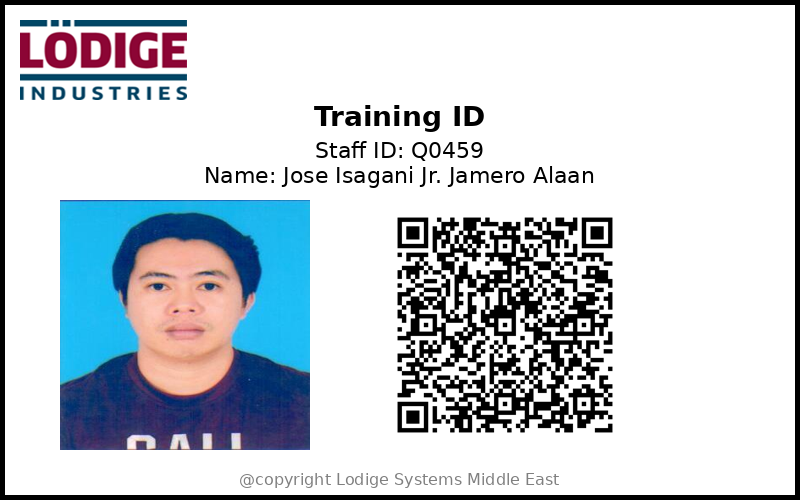 LÖDIGE
INDUSTRIES
Training ID
Staff ID: Q0459
Name: Jose Isagani Jr. Jamero Alaan
@copyright Lodige Systems Middle East